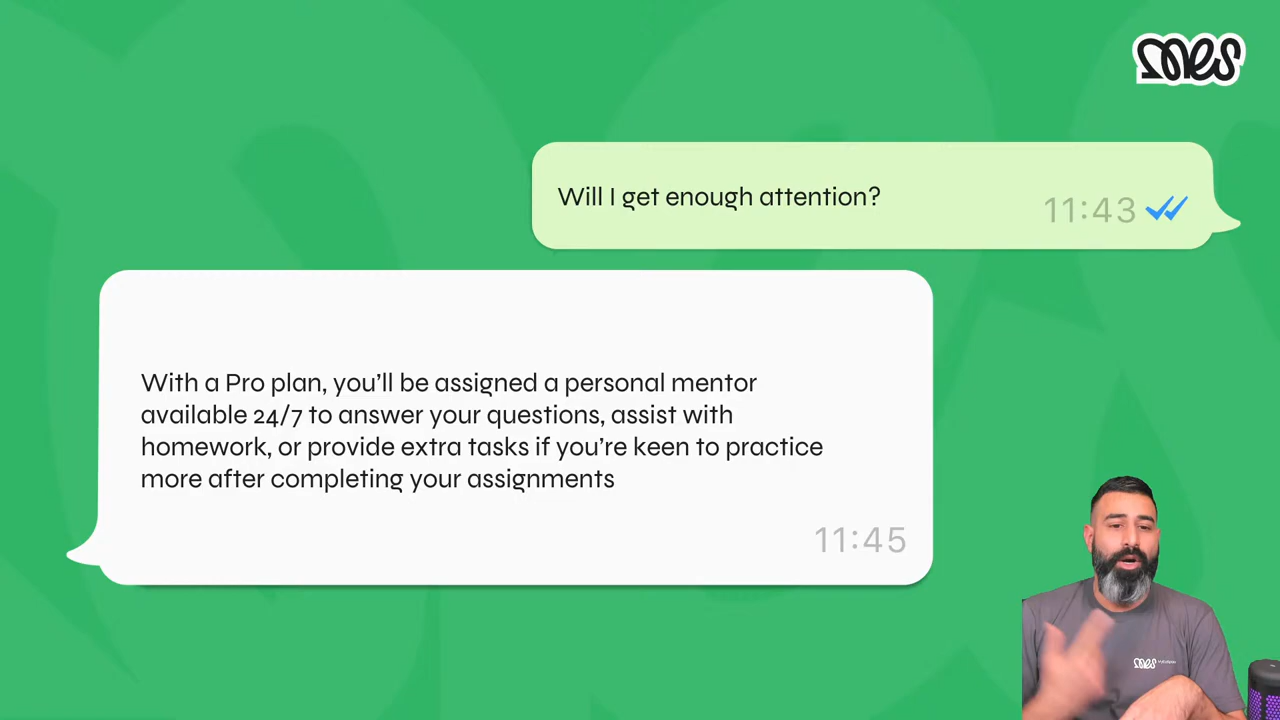 Will I get enough attention?
11:43
With a Pro plan, you’ll be assigned a personal mentor
available 24/7 to answer your questions, assist with
homework, or provide extra tasks if you’re keen to practice
more after completing your assignments
11:45